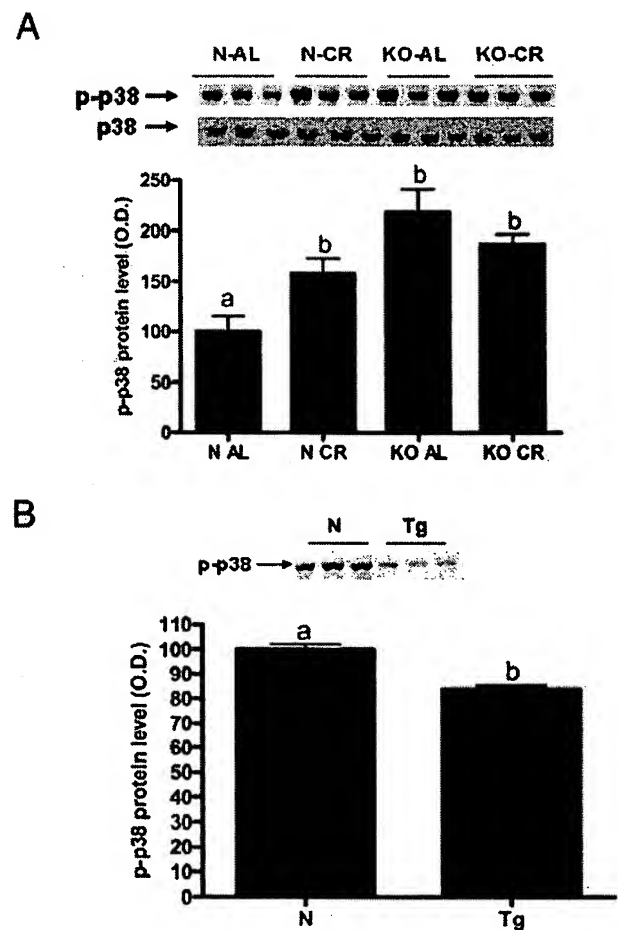 A
N-AL N-CR KO-AL KO-CR
p-p38
p38
p-p38 protein level (O.D.)
250
200
150
100
50
0
a
b
b
b
N AL N CR KO AL KO CR
B
N Tg
p-p38
p-p38 protein level (O.D.)
110
100
90
80
70
60
50
40
30
20
10
0
a
b
N Tg